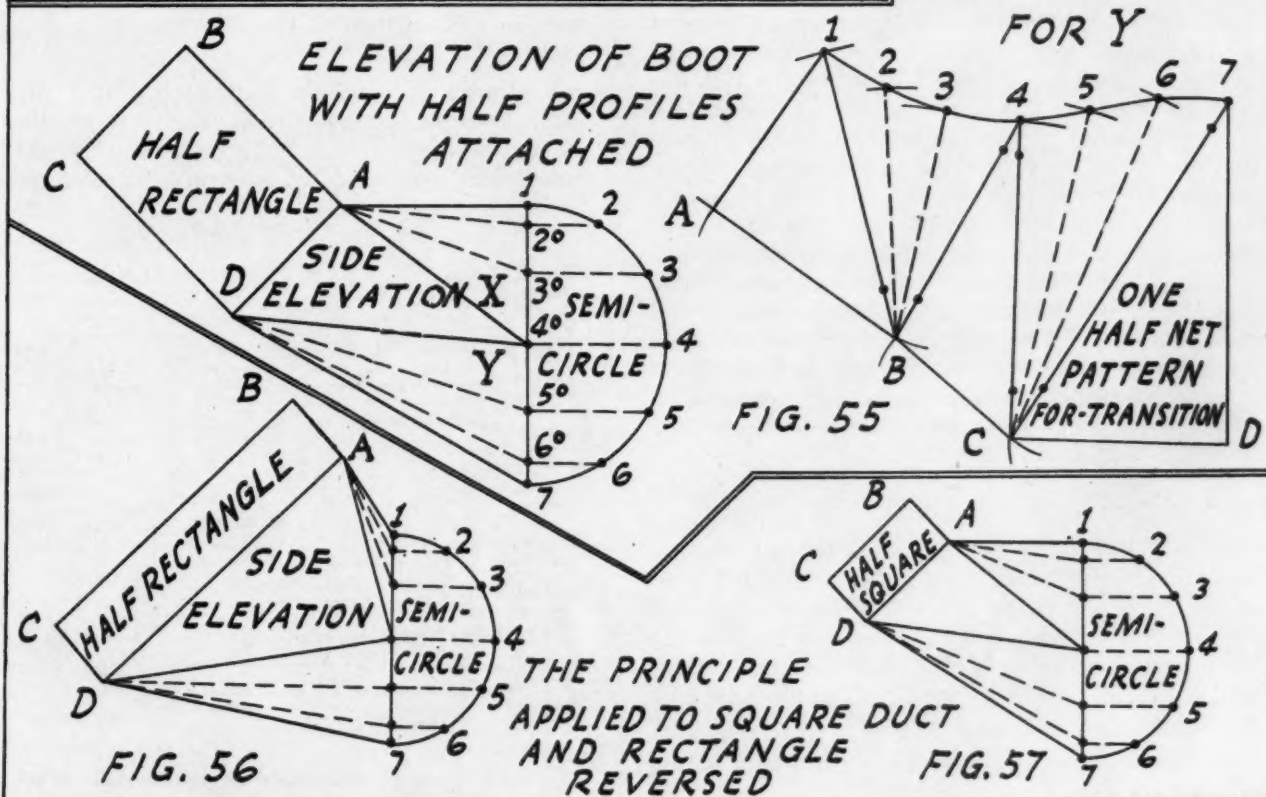 B
ELEVATION OF BOOT
WITH HALF PROFILES
ATTACHED
HALF
RECTANGLE
C
A
D
SIDE
ELEVATION
X
Y
1
2
3
4
5
6
7
2°
3°
4°
5°
6°
SEMI-
CIRCLE
FOR Y
1
2
3
4
5
6
7
A
B
C
D
ONE
HALF NET
PATTERN
FOR-TRANSITION
FIG. 55
B
A
HALF RECTANGLE
SIDE
ELEVATION
C
D
1
2
3
4
5
6
7
SEMI-
CIRCLE
FIG. 56
THE PRINCIPLE
APPLIED TO SQUARE DUCT
AND RECTANGLE
REVERSED
B
A
C
HALF
SQUARE
D
1
2
3
4
5
6
7
SEMI-
CIRCLE
FIG. 57